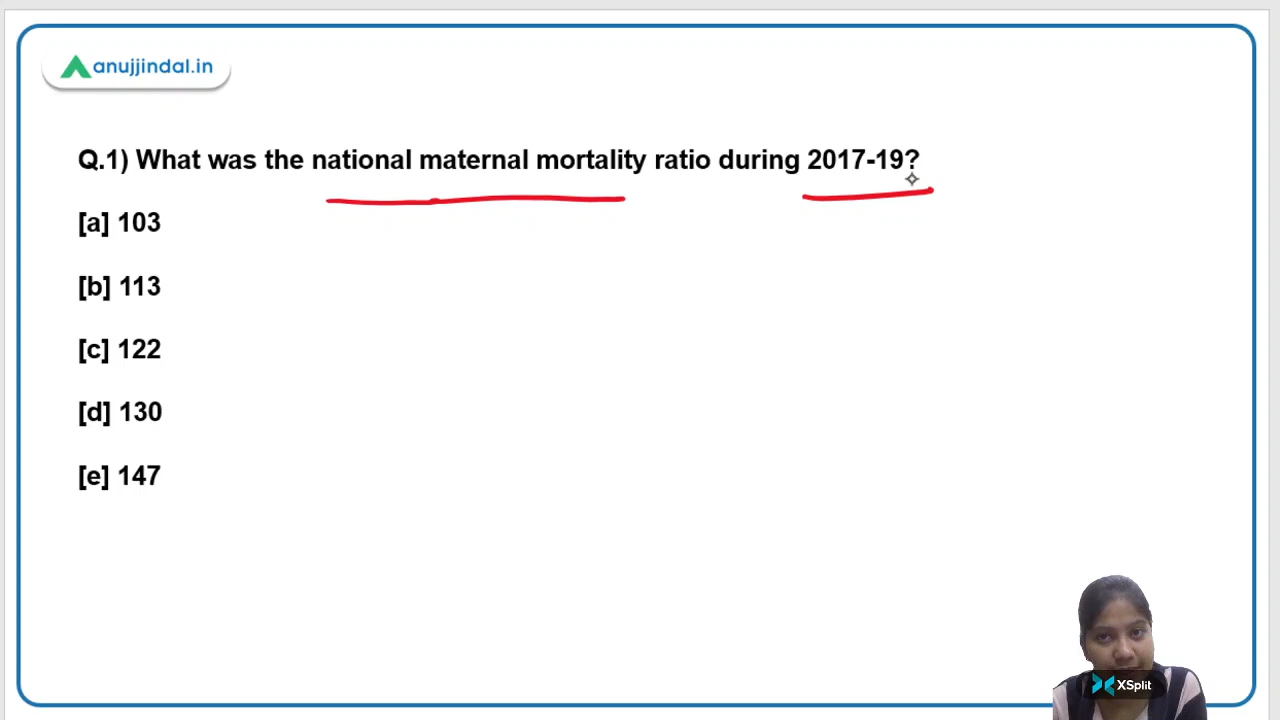 anujjindal.in
Q.1) What was the national maternal mortality ratio during 2017-19?
[a] 103
[b] 113
[c] 122
[d] 130
[e] 147
XSplit